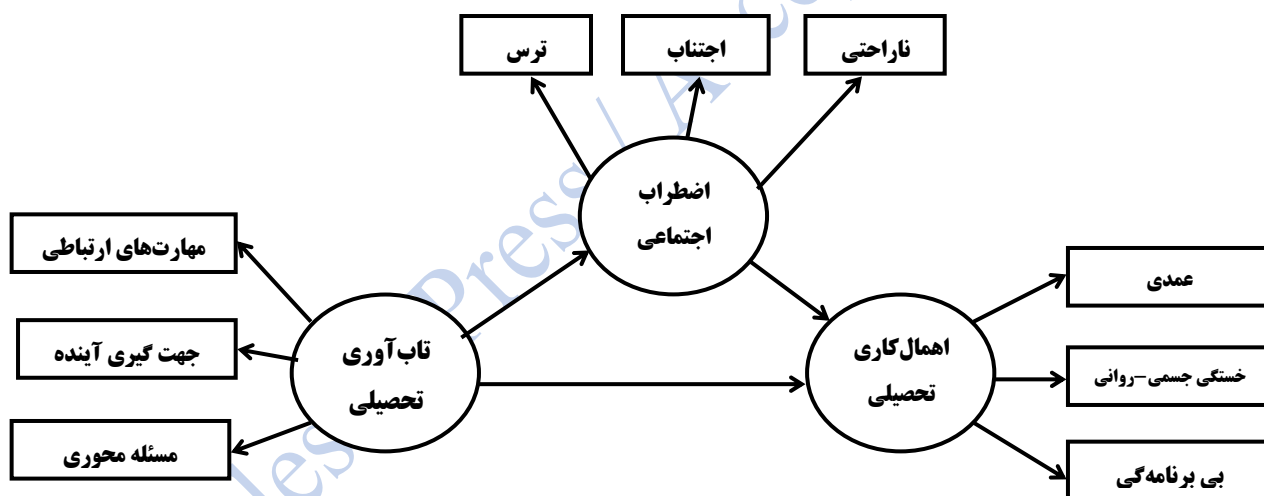 ناراحتی
اجتناب
ترس
اضطراب
اجتماعی
مهارت‌های ارتباطی
جهت گیری آینده
مسئله محوری
تاب‌آوری
تحصیلی
اهمال‌کاری
تحصیلی
عمدی
خستگی جسمی–روانی
بی برنامه‌گی
Press /